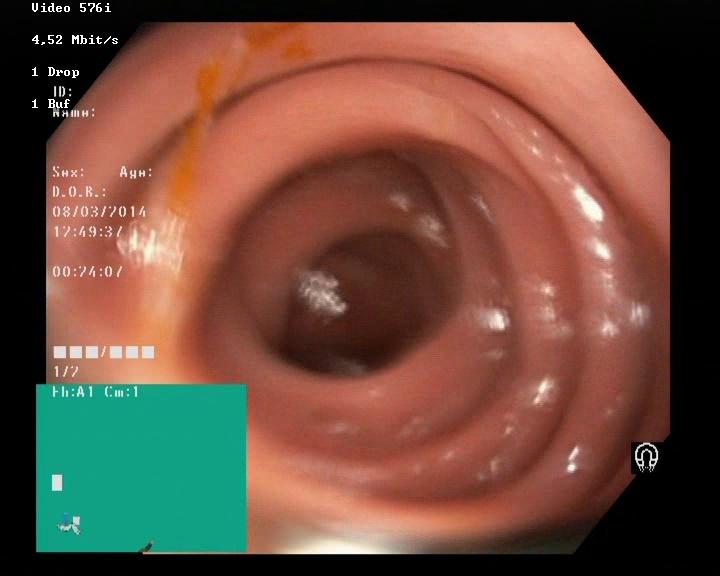 Video 576i
4,52 Mbit/s
1 Drop
ID:
1 Buf
Name:
Sex: Age:
D.O.R.:
08/03/2014
12:49:37
00:24:07
/
1/2
Eh:A1 Cm:1